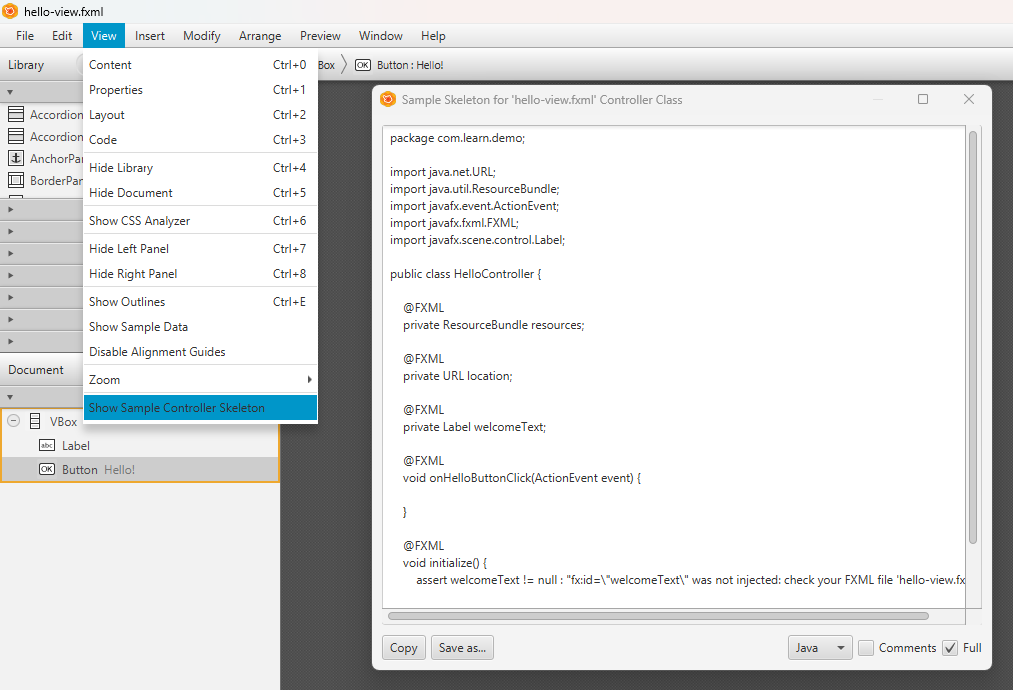 hello-view.fxml
File Edit View Insert Modify Arrange Preview Window Help
Library
Box
OK Button : Hello!
Accordion
Accordion
AnchorPa
BorderPan
Content Ctrl+0
Properties Ctrl+1
Layout Ctrl+2
Code Ctrl+3
Hide Library Ctrl+4
Hide Document Ctrl+5
Show CSS Analyzer Ctrl+6
Hide Left Panel Ctrl+7
Hide Right Panel Ctrl+8
Show Outlines Ctrl+E
Show Sample Data
Disable Alignment Guides
Zoom
Show Sample Controller Skeleton
Document
VBox
abc Label
OK Button Hello!
Sample Skeleton for 'hello-view.fxml' Controller Class
package com.learn.demo;
import java.net.URL;
import java.util.ResourceBundle;
import javafx.event.ActionEvent;
import javafx.fxml.FXML;
import javafx.scene.control.Label;
public class HelloController {
@FXML
private ResourceBundle resources;
@FXML
private URL location;
@FXML
private Label welcomeText;
@FXML
void onHelloButtonClick(ActionEvent event) {
}
@FXML
void initialize() {
assert welcomeText != null : "fx:id=\"welcomeText\" was not injected: check your FXML file 'hello-view.fx
Copy Save as... Java Comments Full